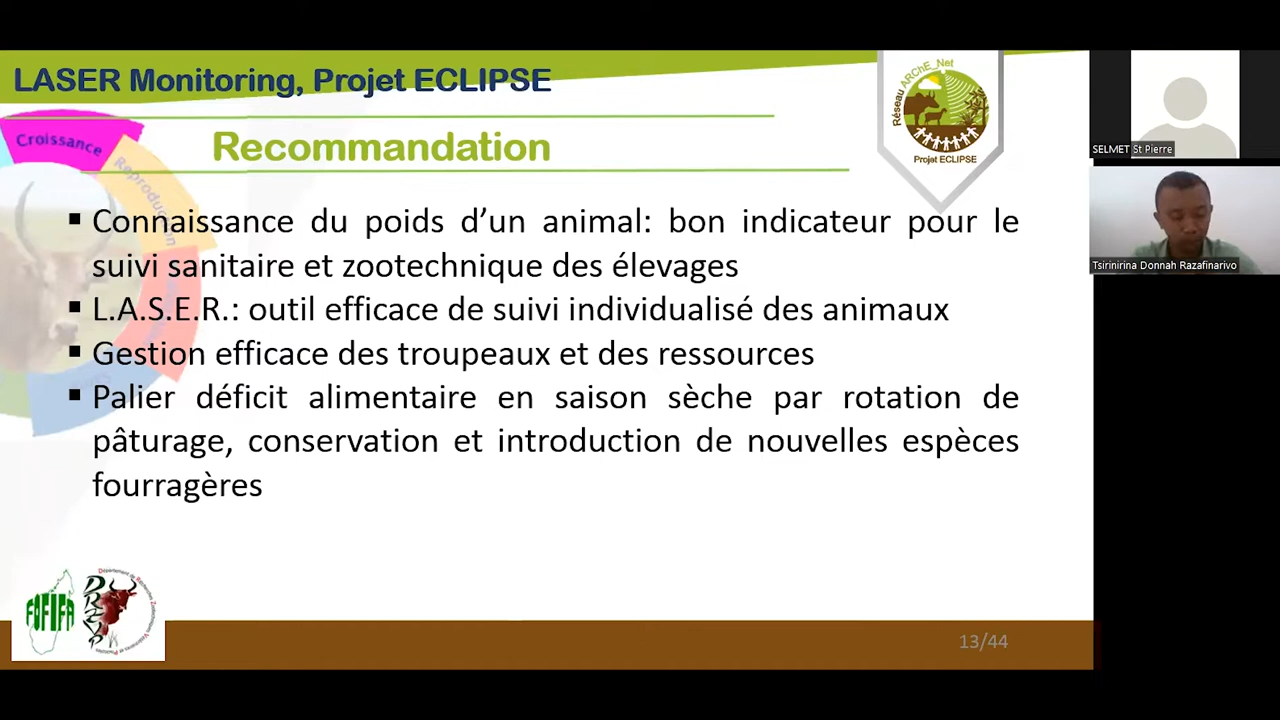 LASER Monitoring, Projet ECLIPSE
Réseau ARChE_Net
Projet ECLIPSE
Croissance
Reproduction
Recommandation
▪ Connaissance du poids d’un animal: bon indicateur pour le
suivi sanitaire et zootechnique des élevages
▪ L.A.S.E.R.: outil efficace de suivi individualisé des animaux
▪ Gestion efficace des troupeaux et des ressources
▪ Palier déficit alimentaire en saison sèche par rotation de
pâturage, conservation et introduction de nouvelles espèces
fourragères
FOFIFA
DRZVP
13/44
SELMET St Pierre
Tsirinirina Donnah Razafinarivo